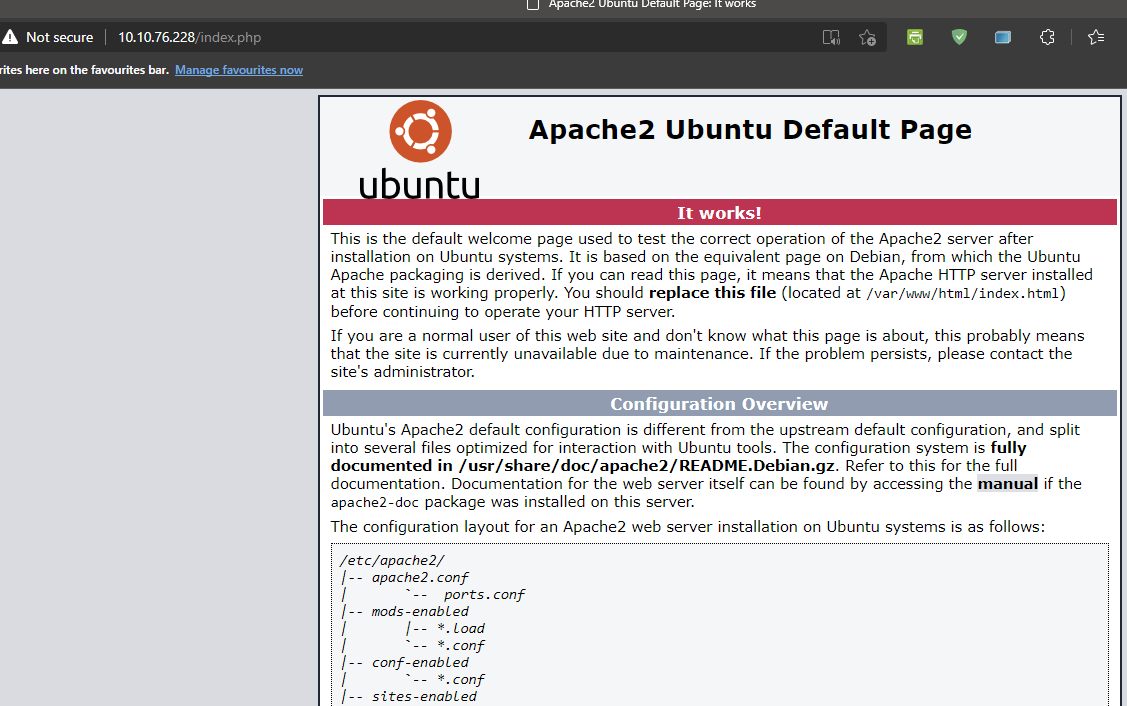 Apache2 Ubuntu Default Page: It works
Not secure 10.10.76.228/index.php
rites here on the favourites bar. Manage favourites now
ubuntu
Apache2 Ubuntu Default Page
It works!
This is the default welcome page used to test the correct operation of the Apache2 server after
installation on Ubuntu systems. It is based on the equivalent page on Debian, from which the Ubuntu
Apache packaging is derived. If you can read this page, it means that the Apache HTTP server installed
at this site is working properly. You should replace this file (located at /var/www/html/index.html)
before continuing to operate your HTTP server.
If you are a normal user of this web site and don't know what this page is about, this probably means
that the site is currently unavailable due to maintenance. If the problem persists, please contact the
site's administrator.
Configuration Overview
Ubuntu's Apache2 default configuration is different from the upstream default configuration, and split
into several files optimized for interaction with Ubuntu tools. The configuration system is fully
documented in /usr/share/doc/apache2/README.Debian.gz. Refer to this for the full
documentation. Documentation for the web server itself can be found by accessing the manual if the
apache2-doc package was installed on this server.
The configuration layout for an Apache2 web server installation on Ubuntu systems is as follows:
/etc/apache2/
|-- apache2.conf
|       `--  ports.conf
|-- mods-enabled
|       |-- *.load
|       `-- *.conf
|-- conf-enabled
|       `-- *.conf
|-- sites-enabled